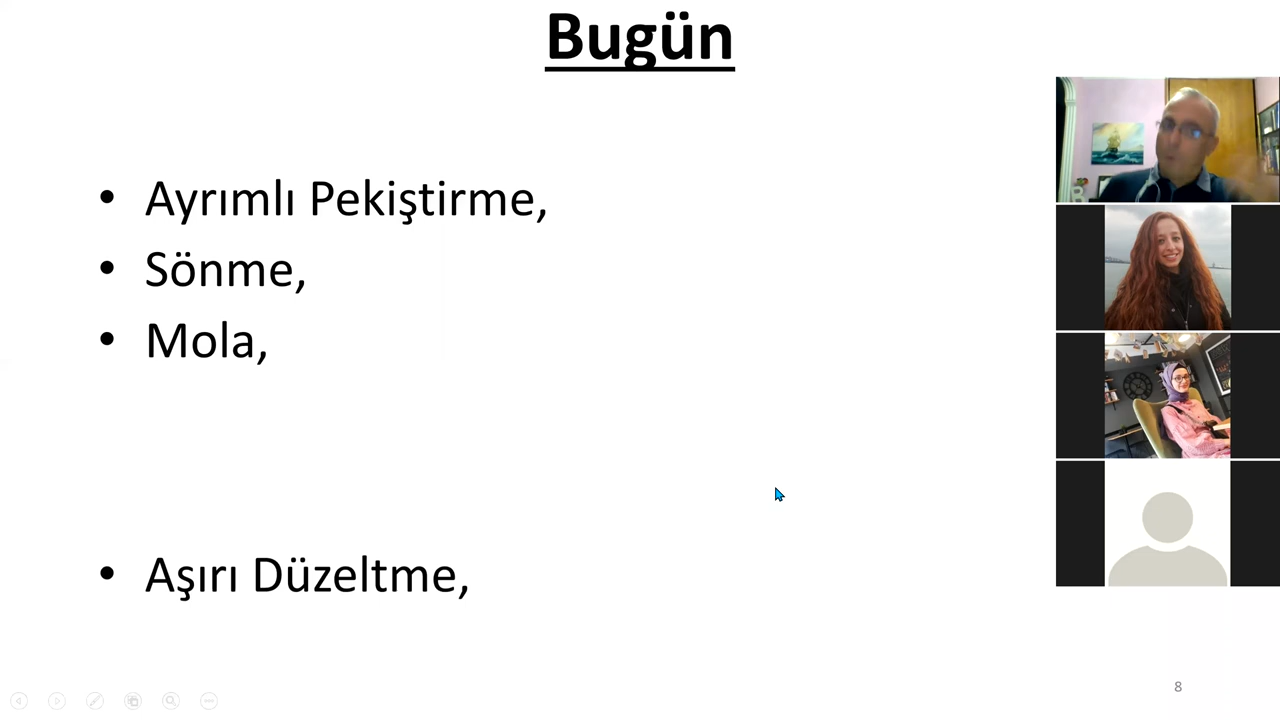 Bugün
• Ayrımlı Pekiştirme,
• Sönme,
• Mola,
• Aşırı Düzeltme,
8